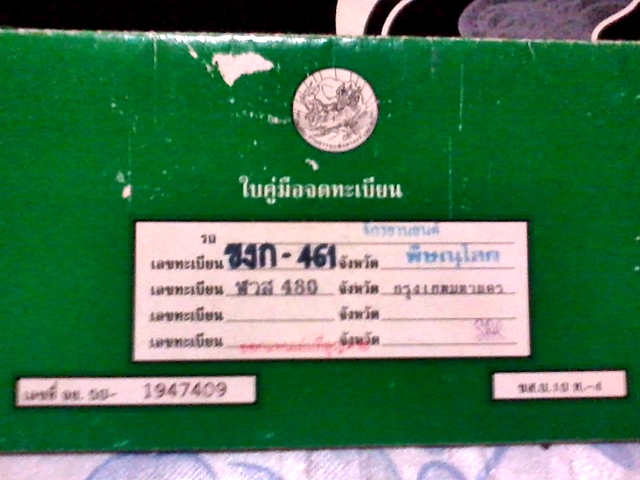 ใบคู่มือจดทะเบียน
รถ จักรยานยนต์
เลขทะเบียน ขงก - 461 จังหวัด พิษณุโลก
เลขทะเบียน 480 จังหวัด กรุงเทพมหานคร
เลขทะเบียน จังหวัด
เลขทะเบียน จังหวัด
เลขที่ 1947409